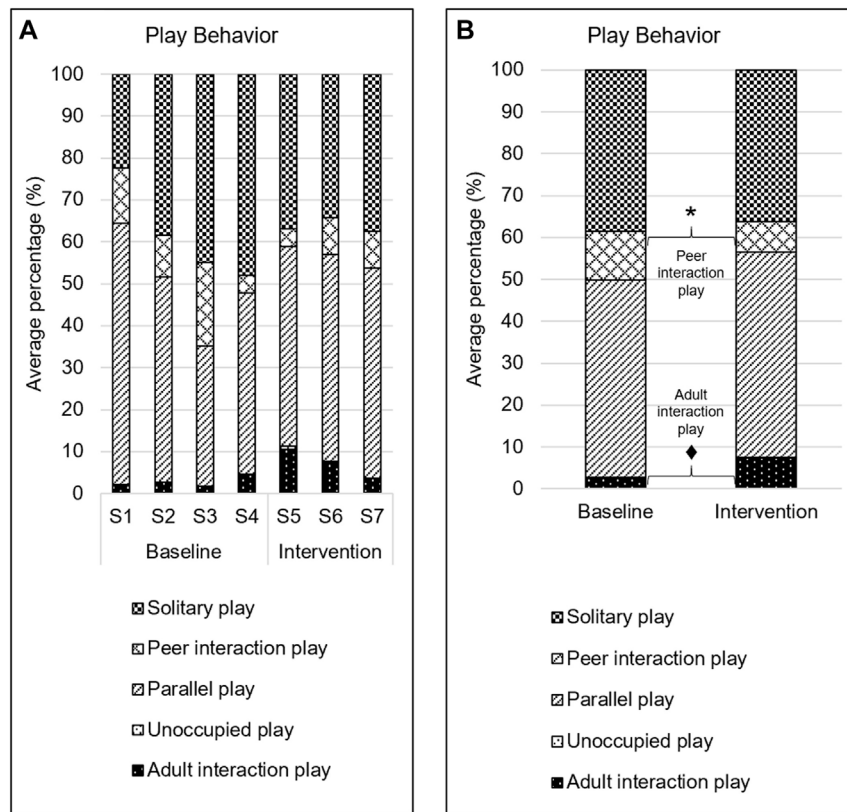 A
Play Behavior
Average percentage (%)
100
90
80
70
60
50
40
30
20
10
0
S1 S2 S3 S4 S5 S6 S7
Baseline Intervention
Solitary play
Peer interaction play
Parallel play
Unoccupied play
Adult interaction play
B
Play Behavior
Average percentage (%)
100
90
80
70
60
50
40
30
20
10
0
*
Peer
interaction
play
Adult
interaction
play
♦
Baseline Intervention
Solitary play
Peer interaction play
Parallel play
Unoccupied play
Adult interaction play